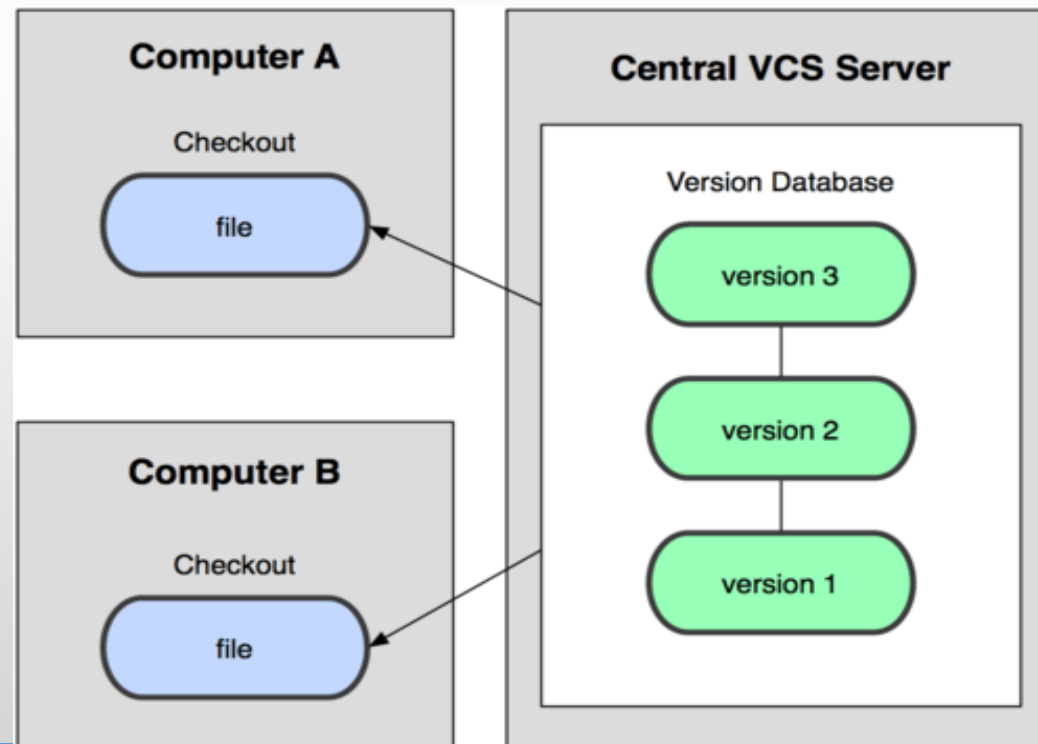 Computer A
Checkout
file
Computer B
Checkout
file
Central VCS Server
Version Database
version 3
version 2
version 1